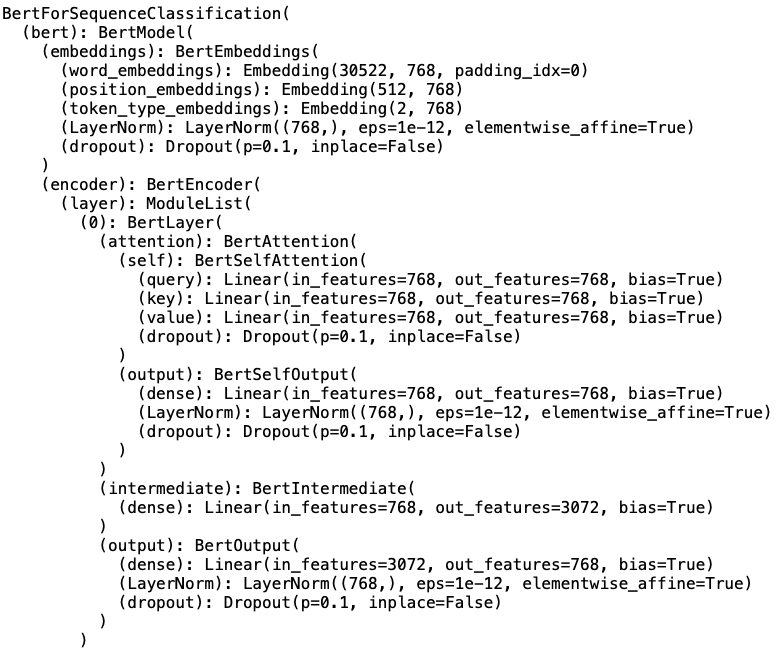 BertForSequenceClassification(
  (bert): BertModel(
    (embeddings): BertEmbeddings(
      (word_embeddings): Embedding(30522, 768, padding_idx=0)
      (position_embeddings): Embedding(512, 768)
      (token_type_embeddings): Embedding(2, 768)
      (LayerNorm): LayerNorm((768,), eps=1e-12, elementwise_affine=True)
      (dropout): Dropout(p=0.1, inplace=False)
    )
    (encoder): BertEncoder(
      (layer): ModuleList(
        (0): BertLayer(
          (attention): BertAttention(
            (self): BertSelfAttention(
              (query): Linear(in_features=768, out_features=768, bias=True)
              (key): Linear(in_features=768, out_features=768, bias=True)
              (value): Linear(in_features=768, out_features=768, bias=True)
              (dropout): Dropout(p=0.1, inplace=False)
            )
            (output): BertSelfOutput(
              (dense): Linear(in_features=768, out_features=768, bias=True)
              (LayerNorm): LayerNorm((768,), eps=1e-12, elementwise_affine=True)
              (dropout): Dropout(p=0.1, inplace=False)
            )
          )
          (intermediate): BertIntermediate(
            (dense): Linear(in_features=768, out_features=3072, bias=True)
          )
          (output): BertOutput(
            (dense): Linear(in_features=3072, out_features=768, bias=True)
            (LayerNorm): LayerNorm((768,), eps=1e-12, elementwise_affine=True)
            (dropout): Dropout(p=0.1, inplace=False)
          )
        )